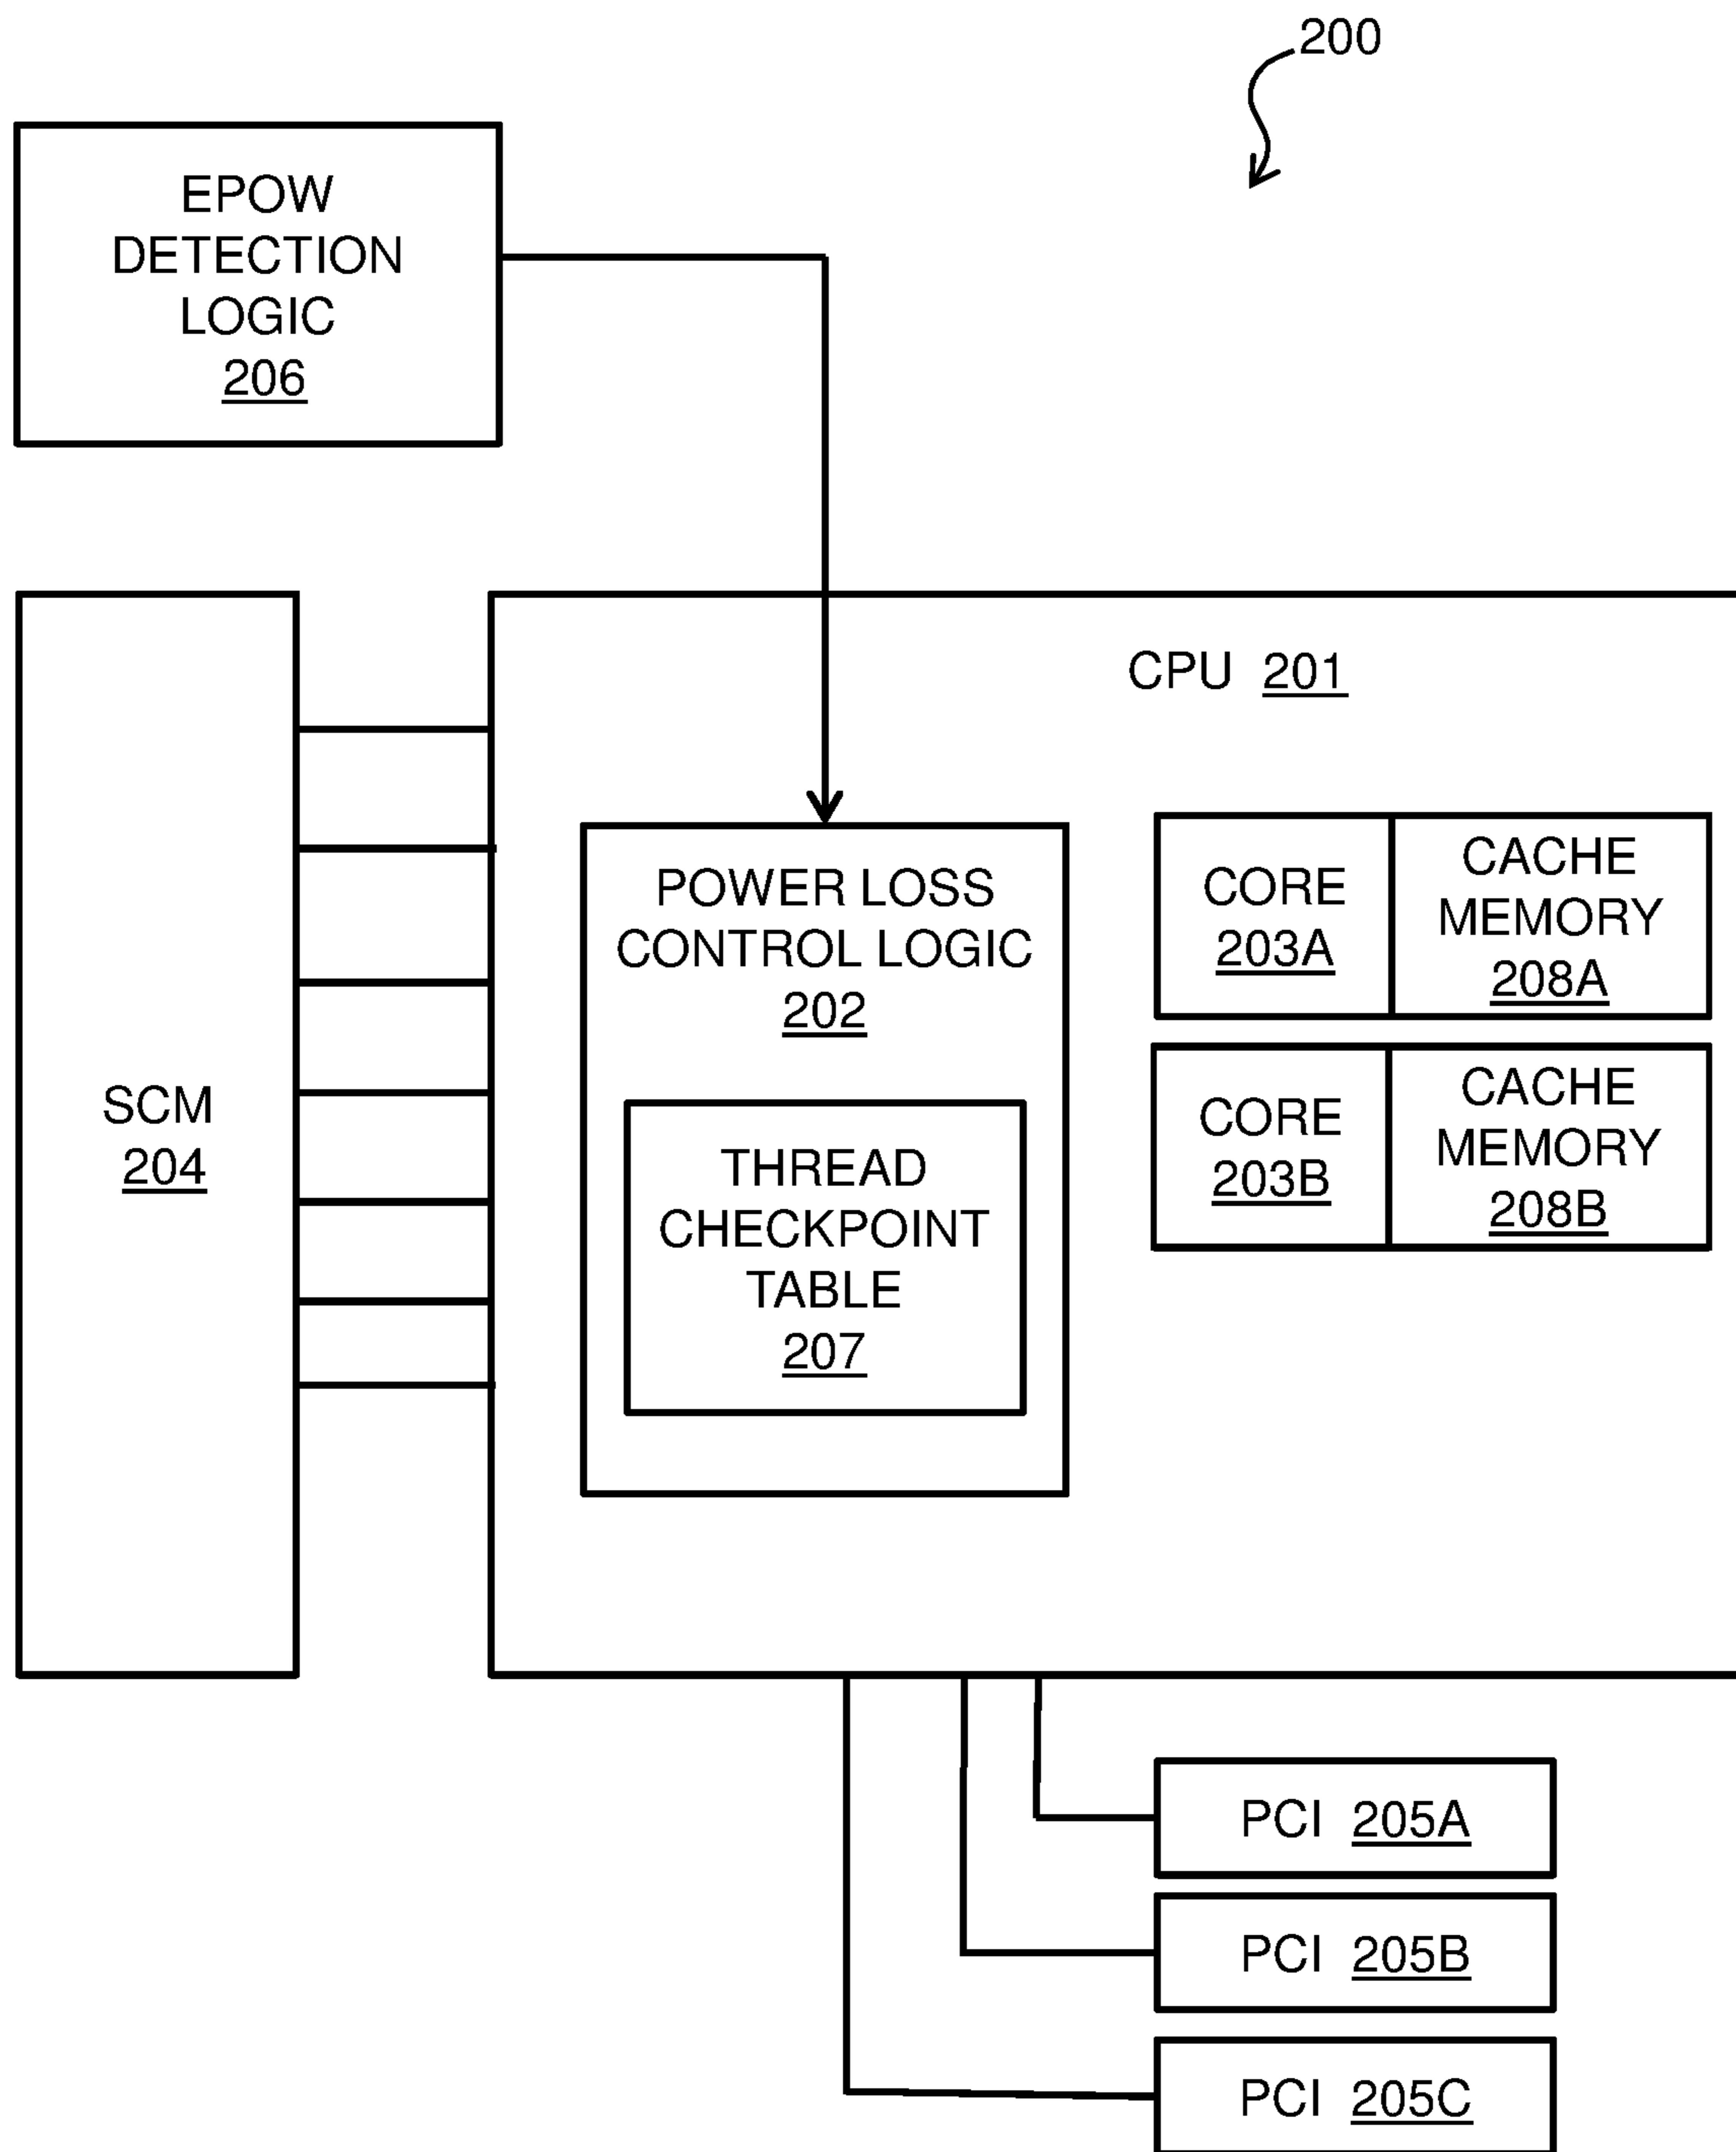 200
EPOW
DETECTION
LOGIC
206
CPU 201
POWER LOSS
CONTROL LOGIC
202
THREAD
CHECKPOINT
TABLE
207
CORE
203A
CACHE
MEMORY
208A
CORE
203B
CACHE
MEMORY
208B
SCM
204
PCI 205A
PCI 205B
PCI 205C